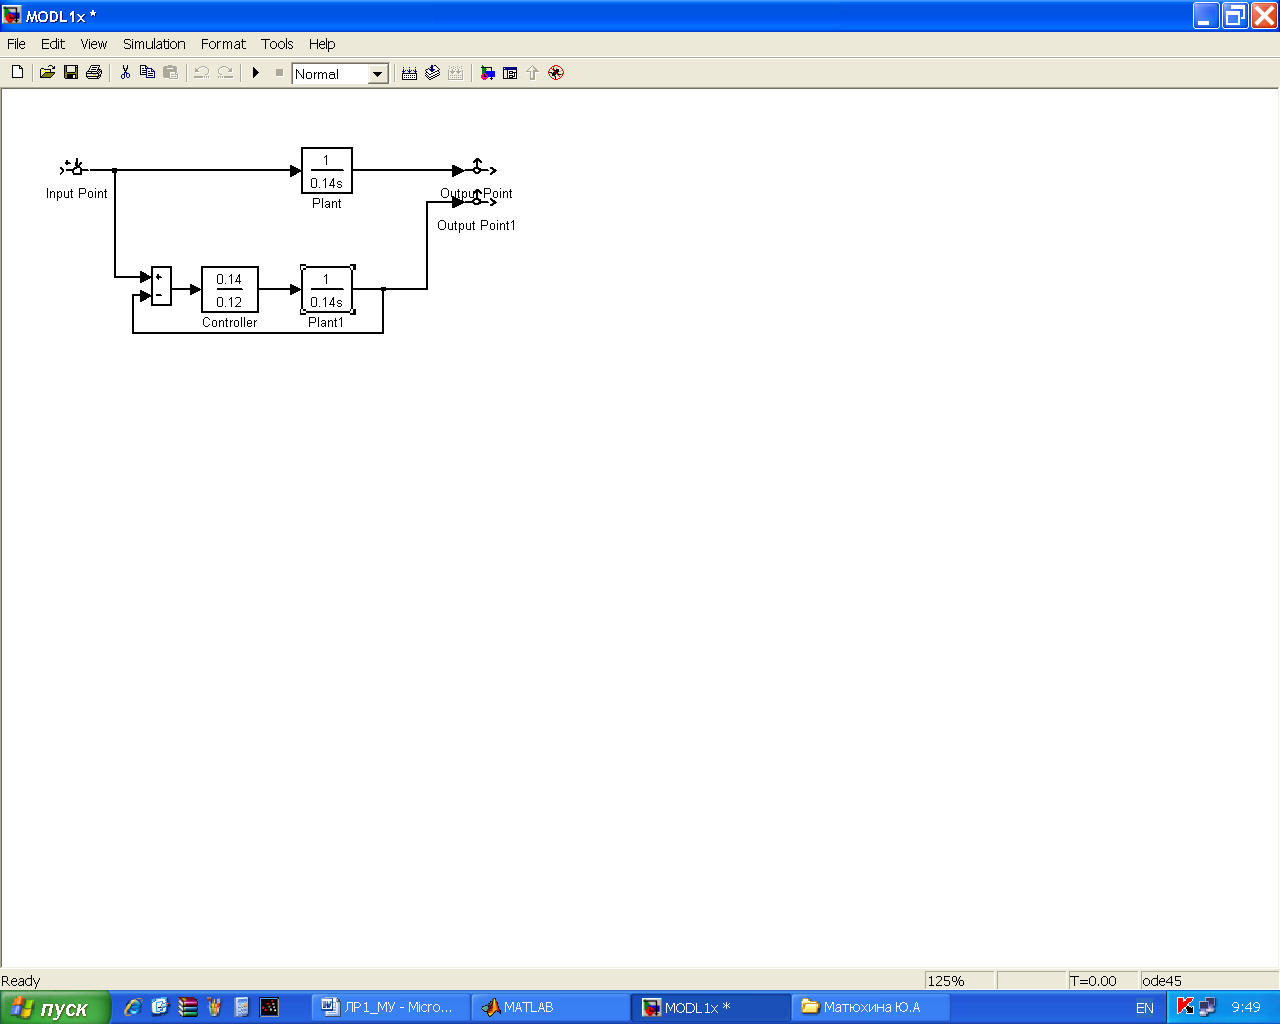 MODL1x *
File Edit View Simulation Format Tools Help
Normal
Input Point
1
0.14s
Plant
Output Point
Output Point1
+
-
0.14
0.12
Controller
1
0.14s
Plant1
Ready 125% T=0.00 ode45
пуск ЛР1_МУ - Micro... MATLAB MODL1x * Матюхина Ю.А EN 9:49